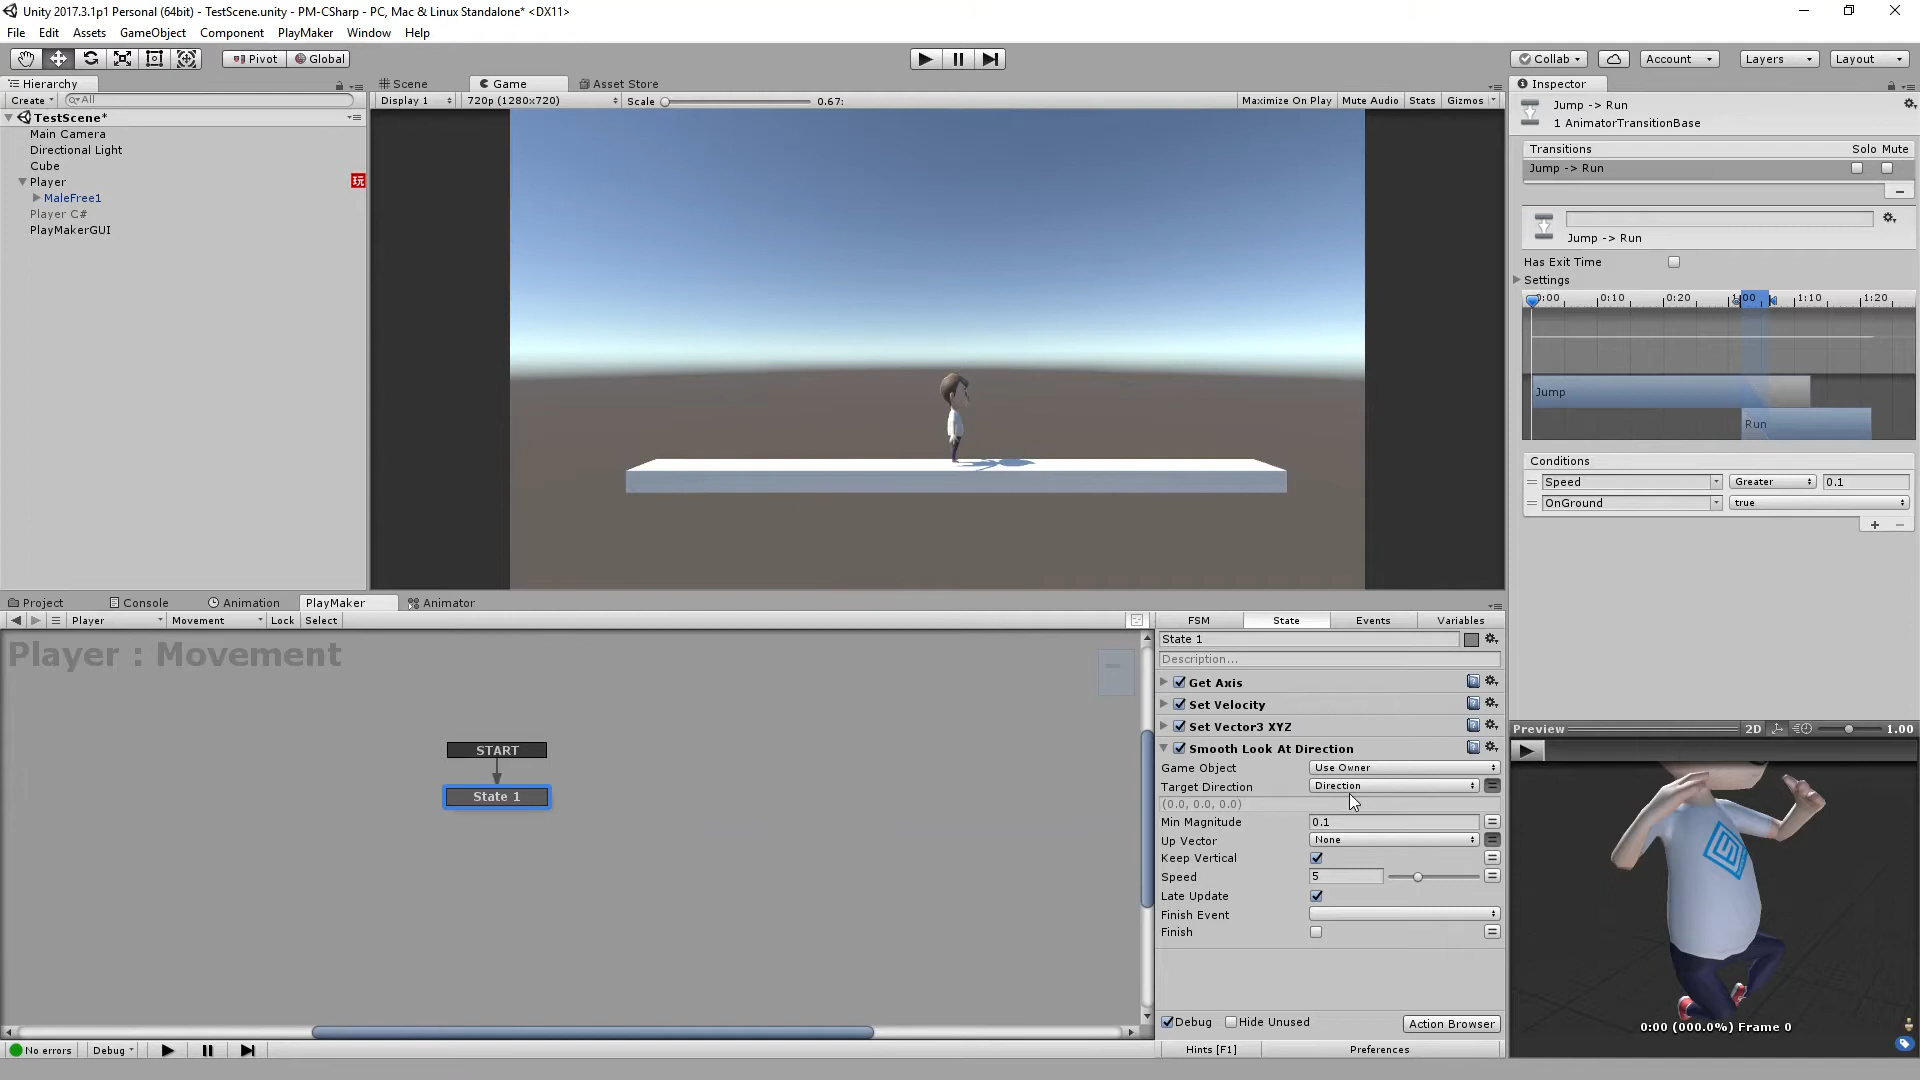 Unity 2017.3.1p1 Personal (64bit) - TestScene.unity - PM-CSharp - PC, Mac & Linux Standalone* <DX11>
File Edit Assets GameObject Component PlayMaker Window Help
Pivot Global Collab Account Layers Layout
Hierarchy
Create All
TestScene*
Main Camera
Directional Light
Cube
Player 玩
MaleFree1
Player C#
PlayMakerGUI
Scene Game Asset Store
Display 1 720p (1280x720) Scale 0.67: Maximize On Play Mute Audio Stats Gizmos
Inspector
Jump -> Run
1 AnimatorTransitionBase
Transitions Solo Mute
Jump -> Run
Jump -> Run
Has Exit Time
Settings
0:00 0:10 0:20 1:00 1:10 1:20
Jump
Run
Conditions
Speed Greater 0.1
OnGround true
Project Console Animation PlayMaker Animator
Player Movement Lock Select
Player : Movement
START
State 1
FSM State Events Variables
State 1
Description...
Get Axis
Set Velocity
Set Vector3 XYZ
Smooth Look At Direction
Game Object Use Owner
Target Direction Direction
(0.0, 0.0, 0.0)
Min Magnitude 0.1
Up Vector None
Keep Vertical
Speed 5
Late Update
Finish Event
Finish
Debug Hide Unused Action Browser
Hints [F1] Preferences
No errors Debug
Preview 2D 1.00
0:00 (000.0%) Frame 0